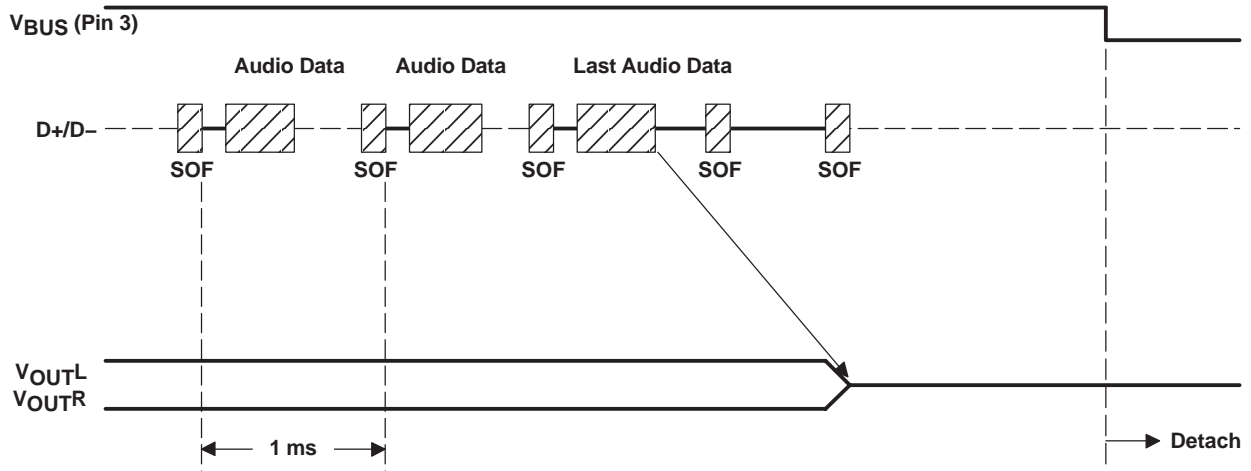 VBUS (Pin 3)
Audio Data Audio Data Last Audio Data
D+/D–
SOF SOF SOF SOF SOF
VOUTL
VOUTR
1 ms
Detach